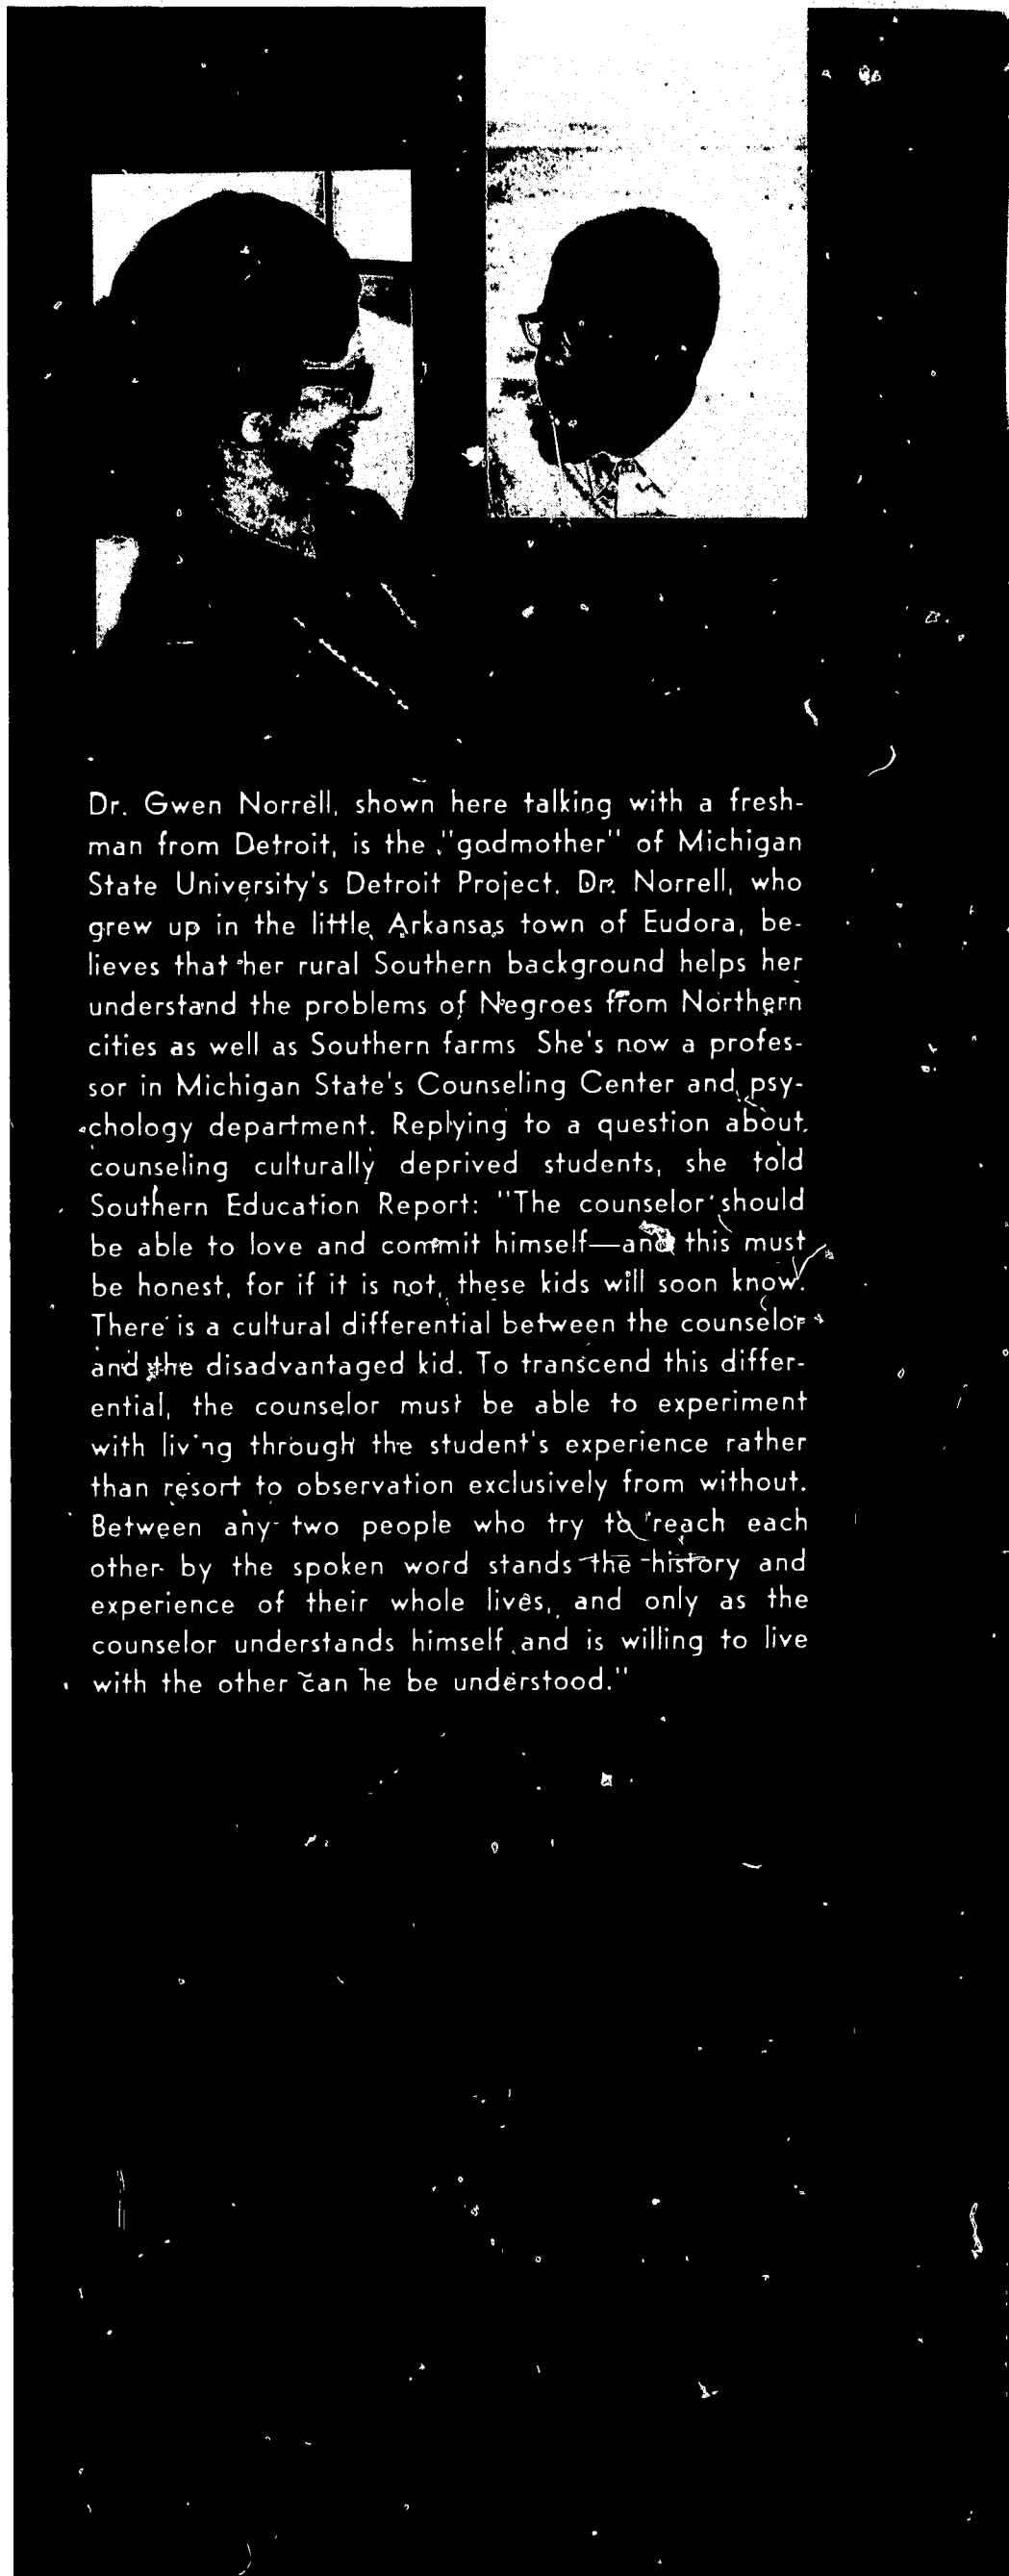 Dr. Gwen Norrell, shown here talking with a fresh-
man from Detroit, is the "godmother" of Michigan
State University's Detroit Project. Dr. Norrell, who
grew up in the little Arkansas town of Eudora, be-
lieves that her rural Southern background helps her
understand the problems of Negroes from Northern
cities as well as Southern farms She's now a profes-
sor in Michigan State's Counseling Center and psy-
chology department. Replying to a question about
counseling culturally deprived students, she told
Southern Education Report: "The counselor should
be able to love and commit himself—and this must
be honest, for if it is not, these kids will soon know.
There is a cultural differential between the counselor
and the disadvantaged kid. To transcend this differ-
ential, the counselor must be able to experiment
with living through the student's experience rather
than resort to observation exclusively from without.
Between any two people who try to reach each
other by the spoken word stands the history and
experience of their whole lives, and only as the
counselor understands himself and is willing to live
with the other can he be understood."